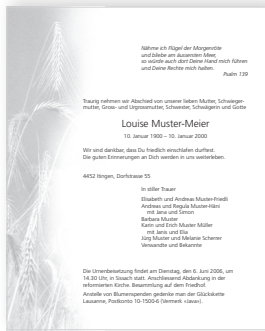 Nähme ich Flügel der Morgenröte
und bliebe am äussersten Meer,
so würde auch dort Deine Hand mich führen
und Deine Rechte mich halten.
Psalm 139
Traurig nehmen wir Abschied von unserer lieben Mutter, Schwieger-
mutter, Gross- und Urgrossmutter, Schwester, Schwägerin und Gotte
Louise Muster-Meier
10. Januar 1900 – 10. Januar 2000
Wir sind dankbar, dass Du friedlich einschlafen durftest.
Die guten Erinnerungen an Dich werden in uns weiterleben.
4452 Itingen, Dorfstrasse 55
In stiller Trauer
Elisabeth und Andreas Muster-Friedli
Andreas und Regula Muster-Häni
mit Jana und Simon
Barbara Muster
Karin und Erich Muster Müller
mit Janis und Elia
Jürg Muster und Melanie Scherrer
Verwandte und Bekannte
Die Urnenbeisetzung findet am Dienstag, den 6. Juni 2006, um
14.30 Uhr, in Sissach statt. Anschliessend Abdankung in der
reformierten Kirche. Besammlung auf dem Friedhof.
Anstelle von Blumenspenden gedenke man der Glückskette
Lausanne, Postkonto 10-1500-6 (Vermerk «Java»).